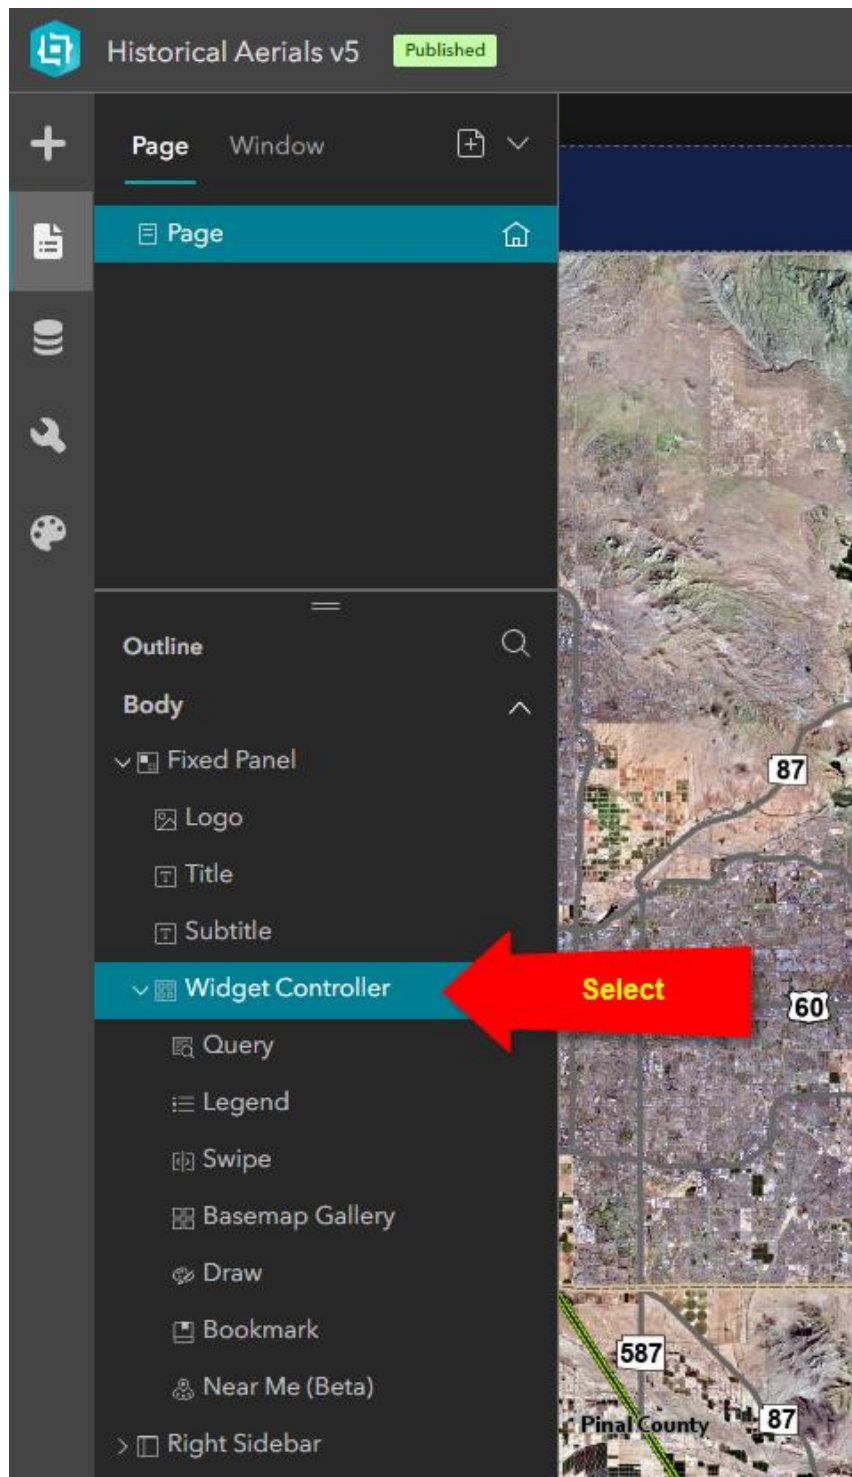 Historical Aerials v5 Published
Page Window
Page
Outline
Body
Fixed Panel
87
Logo
Title
Subtitle
Widget Controller
Select
60
Query
Legend
Swipe
Basemap Gallery
Draw
Bookmark
587
Near Me (Beta)
Pinal County
87
Right Sidebar